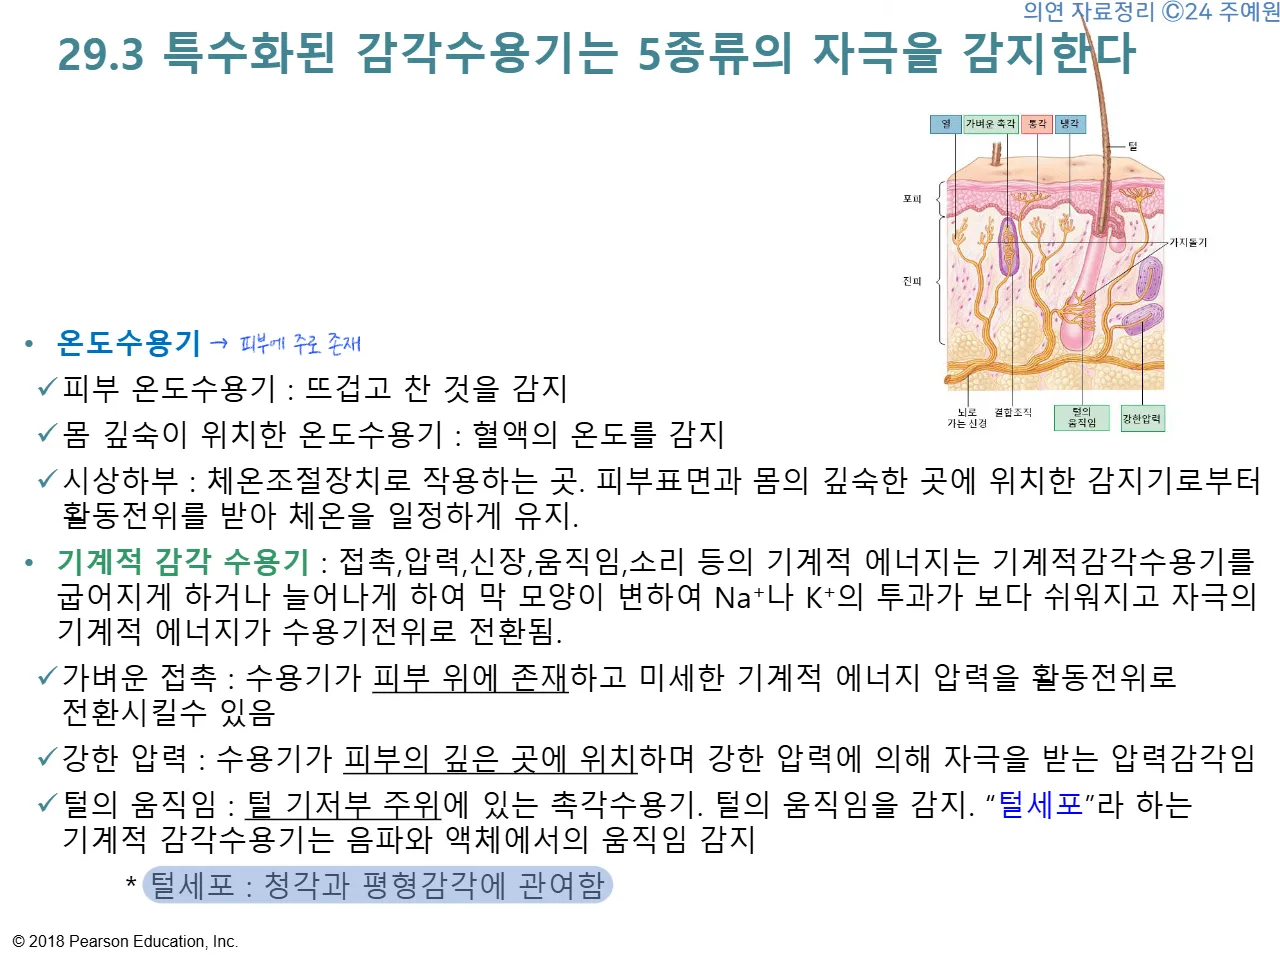 의연 자료정리 ©24 주예원
29.3 특수화된 감각수용기는 5종류의 자극을 감지한다
열
가벼운 촉각
통각
냉각
털
표피
가지돌기
진피
뇌로
가는 신경
결합조직
털의
움직임
강한압력
• 온도수용기 → 피부에 주로 존재
✓피부 온도수용기 : 뜨겁고 찬 것을 감지
✓몸 깊숙이 위치한 온도수용기 : 혈액의 온도를 감지
✓시상하부 : 체온조절장치로 작용하는 곳. 피부표면과 몸의 깊숙한 곳에 위치한 감지기로부터
활동전위를 받아 체온을 일정하게 유지.
• 기계적 감각 수용기 : 접촉,압력,신장,움직임,소리 등의 기계적 에너지는 기계적감각수용기를
굽어지게 하거나 늘어나게 하여 막 모양이 변하여 Na⁺나 K⁺의 투과가 보다 쉬워지고 자극의
기계적 에너지가 수용기전위로 전환됨.
✓가벼운 접촉 : 수용기가 피부 위에 존재하고 미세한 기계적 에너지 압력을 활동전위로
전환시킬수 있음
✓강한 압력 : 수용기가 피부의 깊은 곳에 위치하며 강한 압력에 의해 자극을 받는 압력감각임
✓털의 움직임 : 털 기저부 주위에 있는 촉각수용기. 털의 움직임을 감지. “털세포”라 하는
기계적 감각수용기는 음파와 액체에서의 움직임 감지
* 털세포 : 청각과 평형감각에 관여함
© 2018 Pearson Education, Inc.